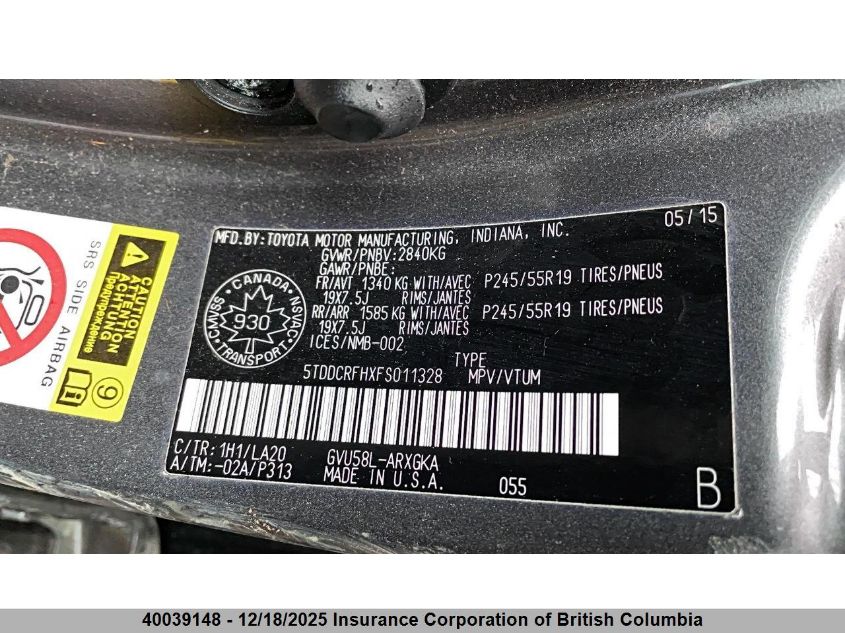 05/15
MFD.BY:TOYOTA MOTOR MANUFACTURING, INDIANA, INC.
GVWR/PNBV:2840KG
GAWR/PNBE:
FR/AVT 1340 KG WITH/AVEC P245/55R19 TIRES/PNEUS
19X7.5J RIMS/JANTES
RR/ARR 1585 KG WITH/AVEC P245/55R19 TIRES/PNEUS
19X7.5J RIMS/JANTES
ICES/NMB-002
TYPE
5TDDCRFHXFS011328 MPV/VTUM
CANADA
CMVSS
NSVAC
930
TRANSPORT
C/TR: 1H1/LA20 GVU58L-ARXGKA
A/TM:-02A/P313 MADE IN U.S.A. 055
B
SRS SIDE AIRBAG
CAUTION
ATTENTION
ACHTUNG
Предупреждение
9
40039148 - 12/18/2025 Insurance Corporation of British Columbia